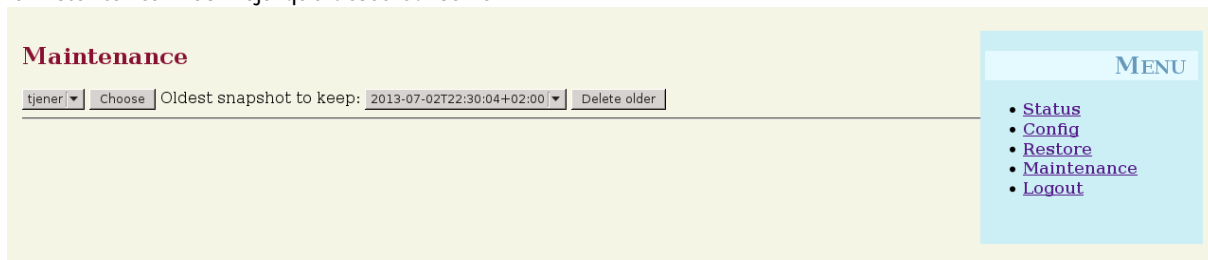 Maintenance
tjener Choose Oldest snapshot to keep: 2013-07-02T22:30:04+02:00 Delete older
MENU
Status
Config
Restore
Maintenance
Logout